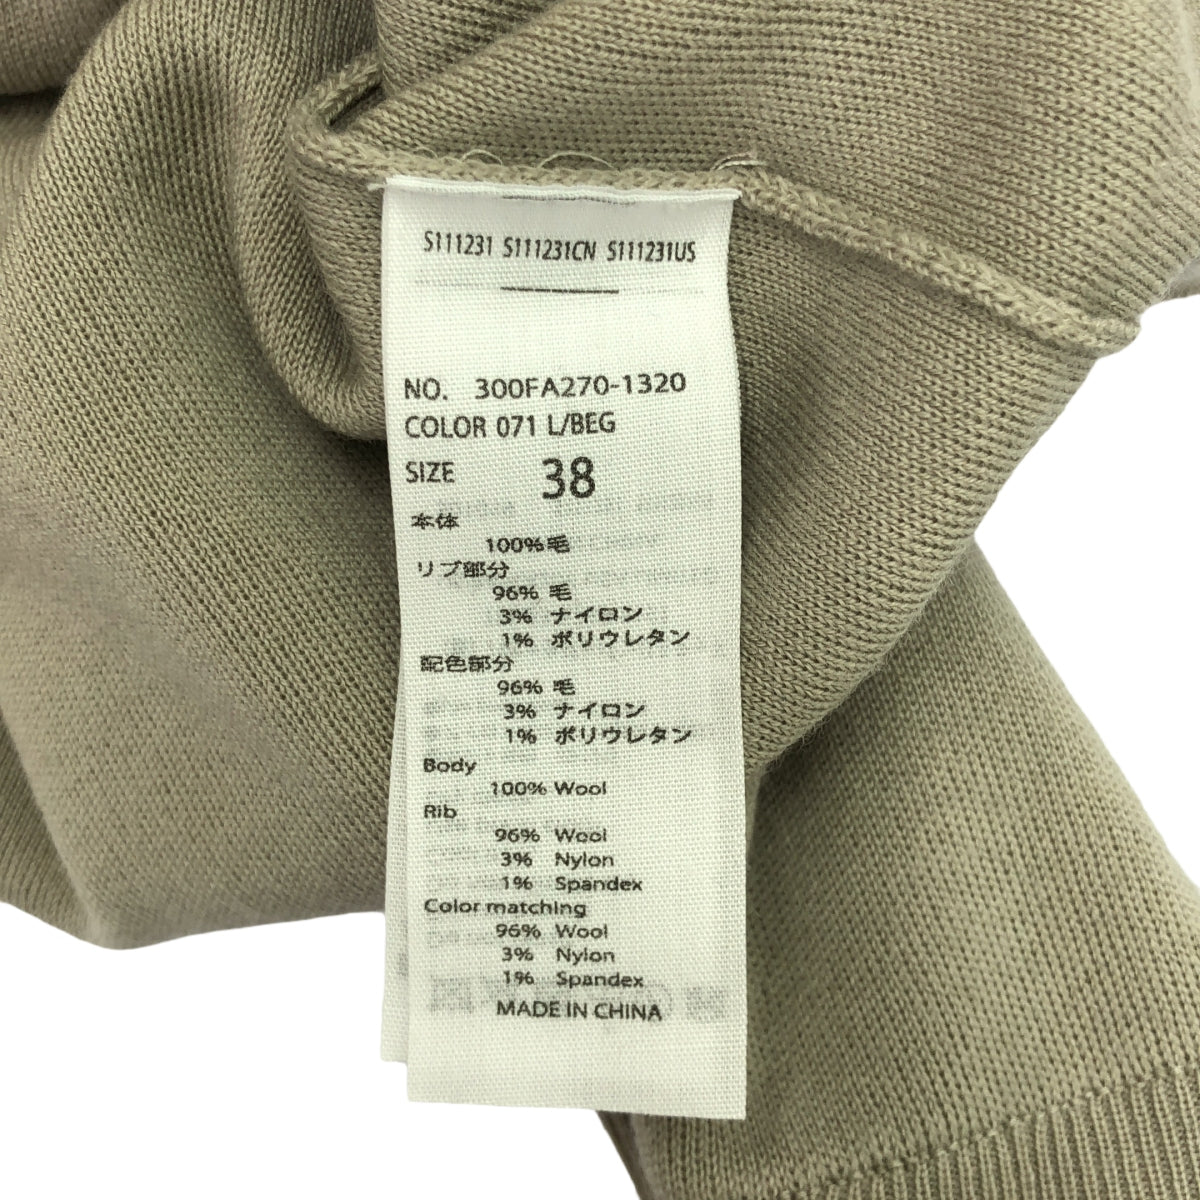 S111231 S111231CN S111231US
NO. 300FA270-1320
COLOR 071 L/BEG
SIZE 38
本体
100% 毛
リブ部分
96% 毛
3% ナイロン
1% ポリウレタン
配色部分
96% 毛
3% ナイロン
1% ポリウレタン
Body
100% Wool
Rib
96% Wool
3% Nylon
1% Spandex
Color matching
96% Wool
3% Nylon
1% Spandex
MADE IN CHINA